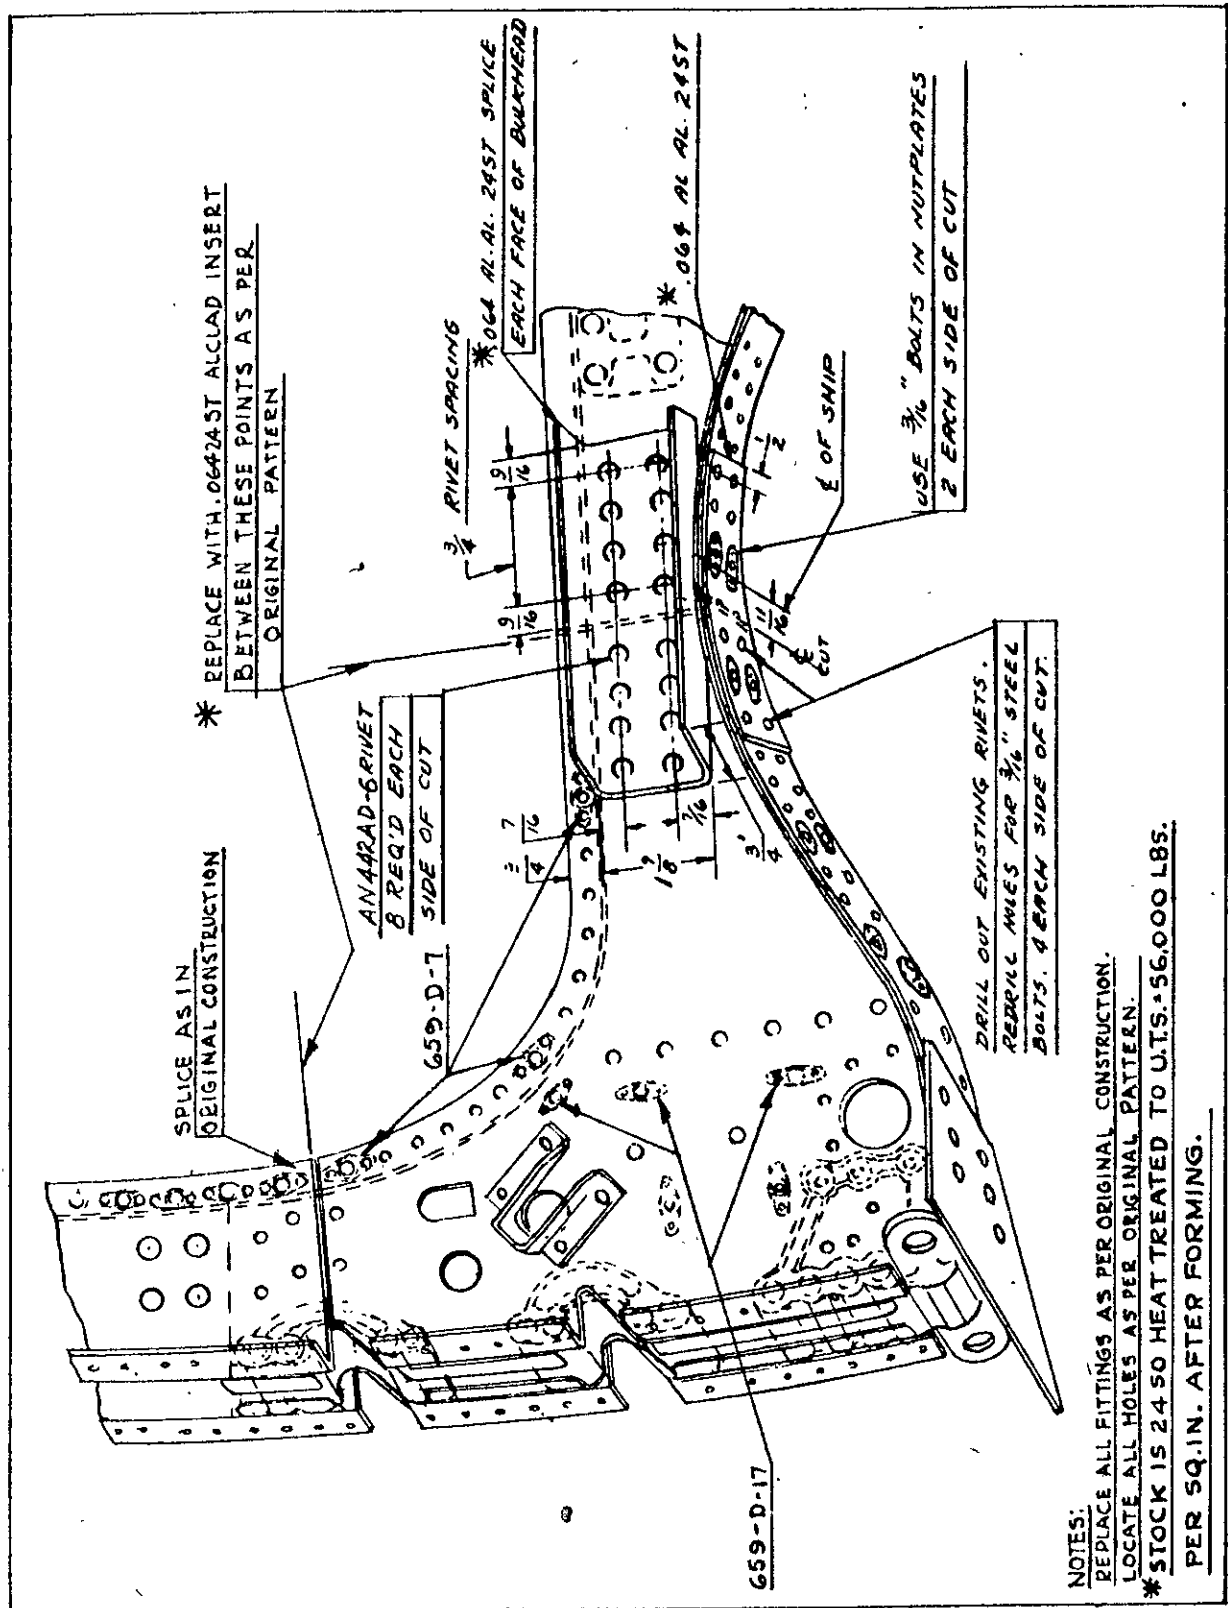 * REPLACE WITH .064 24ST ALCLAD INSERT
BETWEEN THESE POINTS AS PER
ORIGINAL PATTERN
SPLICE AS IN
ORIGINAL CONSTRUCTION
AN442AD-6 RIVET
8 REQ'D EACH
SIDE OF CUT
659-D-7
3/4 RIVET SPACING
9/16
9/16
* .064 AL. AL. 24ST SPLICE
EACH FACE OF BULKHEAD
* .064 AL AL. 24ST
7/16
7/16
1 9/8
3/4
1/2
11/16
℄ CUT
℄ OF SHIP
USE 3/16" BOLTS IN NUTPLATES
2 EACH SIDE OF CUT
DRILL OUT EXISTING RIVETS.
REDRILL HOLES FOR 3/16" STEEL
BOLTS. 4 EACH SIDE OF CUT.
659-D-17
NOTES:
REPLACE ALL FITTINGS AS PER ORIGINAL CONSTRUCTION.
LOCATE ALL HOLES AS PER ORIGINAL PATTERN.
* STOCK IS 24 SO HEAT TREATED TO U.T.S.=56,000 LBS.
PER SQ.IN. AFTER FORMING.